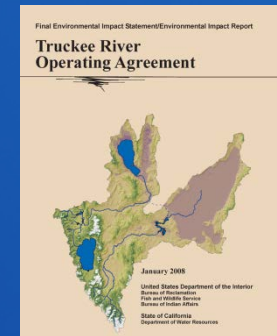 Final Environmental Impact Statement/Environmental Impact Report
Truckee River
Operating Agreement
January 2008
United States Department of the Interior
Bureau of Reclamation
Fish and Wildlife Service
Bureau of Indian Affairs
State of California
Department of Water Resources